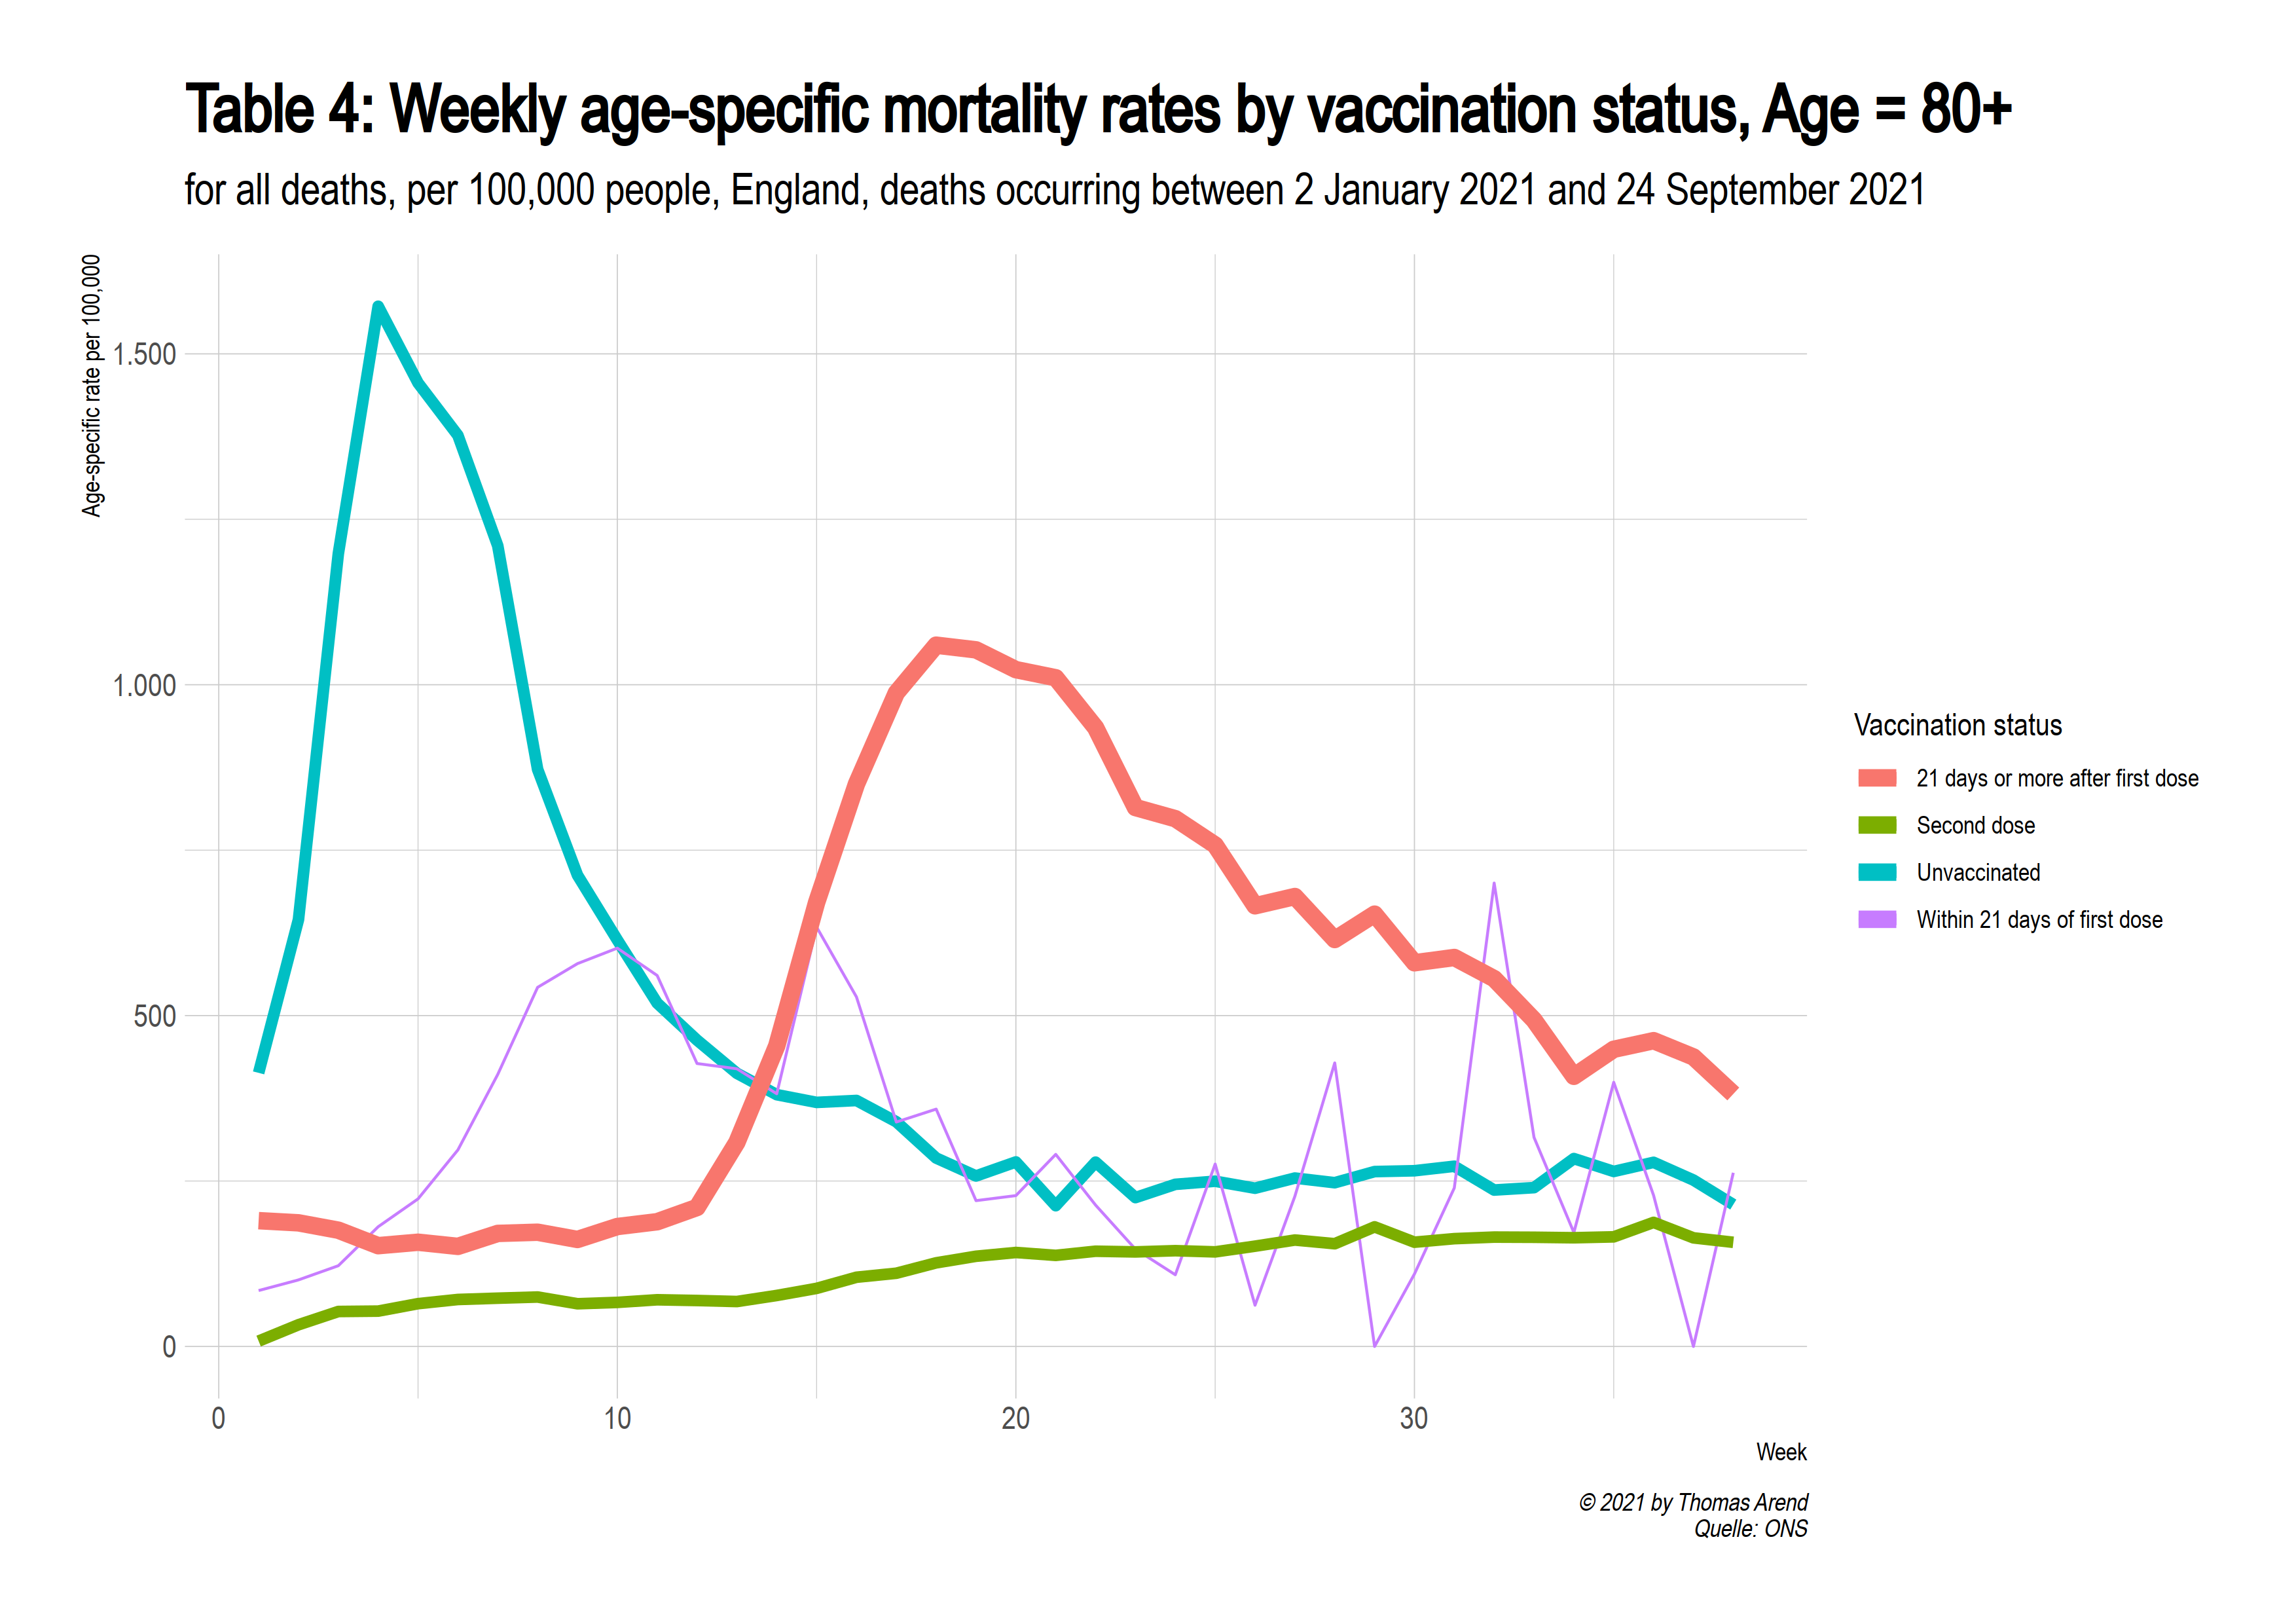 Table 4: Weekly age-specific mortality rates by vaccination status, Age = 80+
for all deaths, per 100,000 people, England, deaths occurring between 2 January 2021 and 24 September 2021
Age-specific rate per 100,000
1.500
1.000
500
0
0
10
20
30
Week
Vaccination status
21 days or more after first dose
Second dose
Unvaccinated
Within 21 days of first dose
© 2021 by Thomas Arend
Quelle: ONS